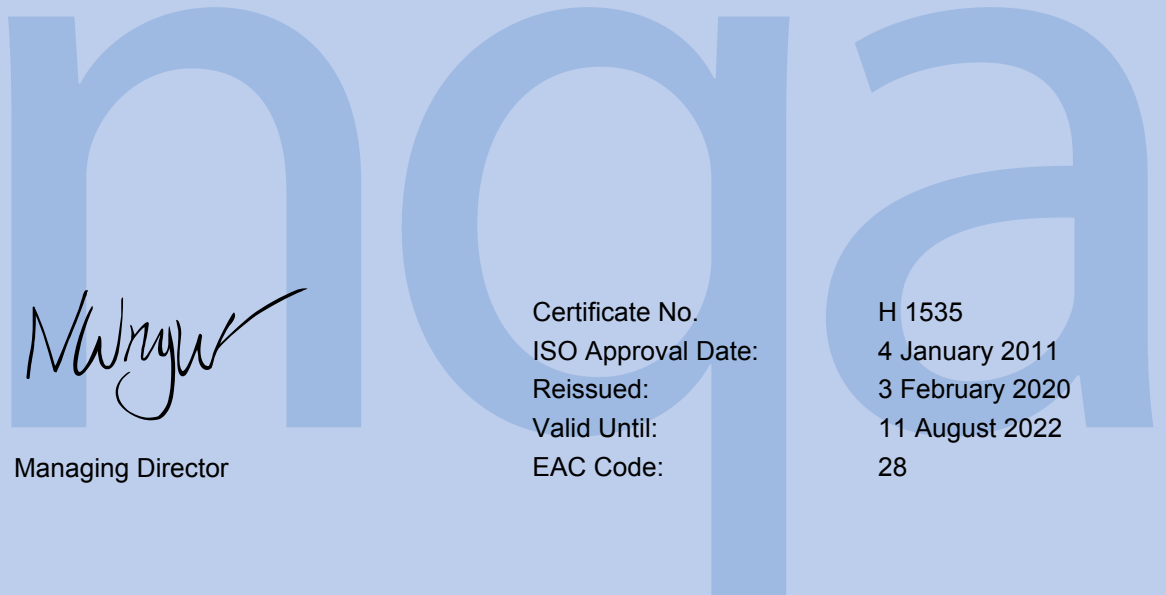 nqa
Certificate No. H 1535
ISO Approval Date: 4 January 2011
Reissued: 3 February 2020
Valid Until: 11 August 2022
Managing Director EAC Code: 28